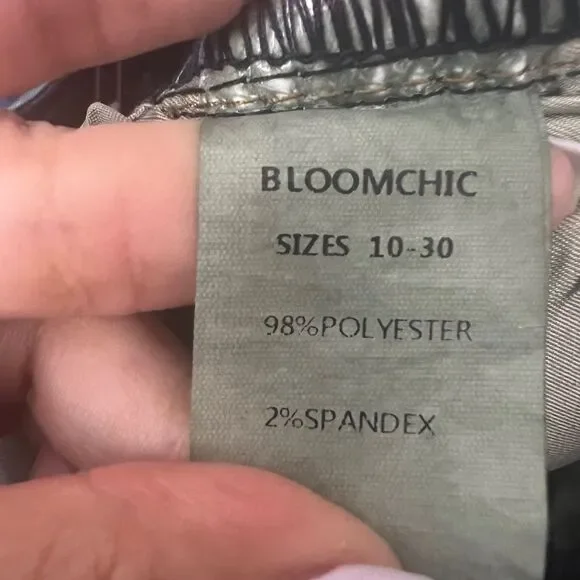 BLOOMCHIC
SIZES 10-30
98%POLYESTER
2%SPANDEX